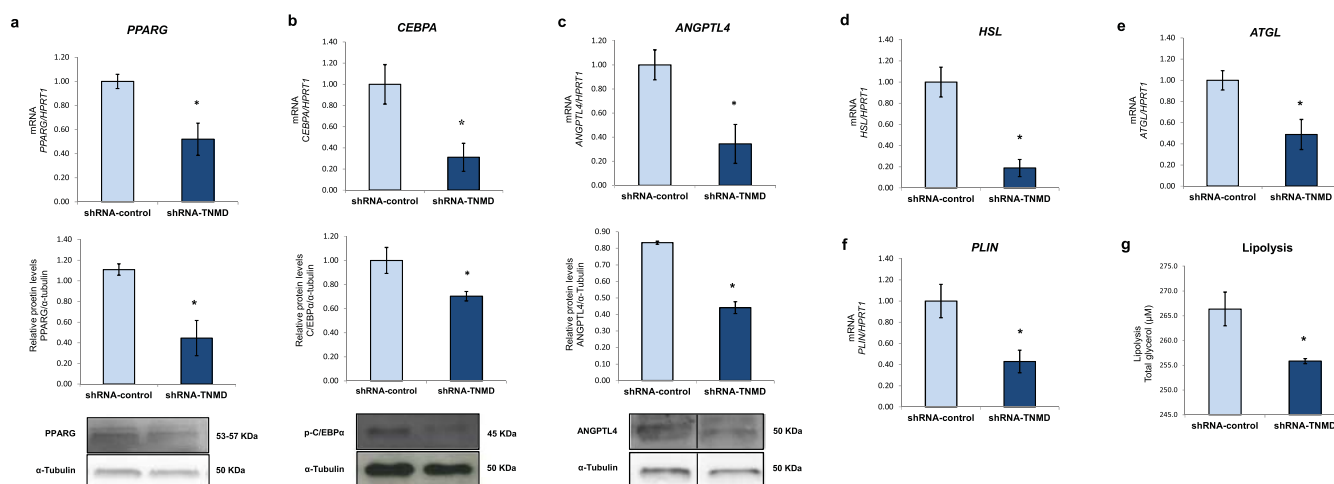 a
PPARG
mRNA
PPARG/HPRT1
1.20
1.00
0.80
0.60
0.40
0.20
0.00
*
shRNA-control shRNA-TNMD
Relative proetin levels
PPARG/α-tubulin
1.40
1.20
1.00
0.80
0.60
0.40
0.20
0.00
*
shRNA-control shRNA-TNMD
PPARG 53-57 KDa
α-Tubulin 50 KDa
b
CEBPA
mRNA
CEBPA/HPRT1
1.40
1.20
1.00
0.80
0.60
0.40
0.20
0.00
*
shRNA-control shRNA-TNMD
Relative protein levels
C/EBPα/α-tubulin
1.20
1.00
0.80
0.60
0.40
0.20
0.00
*
shRNA-control shRNA-TNMD
p-C/EBPα 45 KDa
α-Tubulin 50 KDa
c
ANGPTL4
mRNA
ANGPTL4/HPRT1
1.20
1.00
0.80
0.60
0.40
0.20
0.00
*
shRNA-control shRNA-TNMD
Relative protein levels
ANGPTL4/α-Tubulin
0.90
0.80
0.70
0.60
0.50
0.40
0.30
0.20
0.10
0.00
*
shRNA-control shRNA-TNMD
ANGPTL4 50 KDa
α-Tubulin 50 KDa
d
HSL
mRNA
HSL/HPRT1
1.40
1.20
1.00
0.80
0.60
0.40
0.20
0.00
*
shRNA-control shRNA-TNMD
e
ATGL
mRNA
ATGL/HPRT1
1.40
1.20
1.00
0.80
0.60
0.40
0.20
0.00
*
shRNA-control shRNA-TNMD
f
PLIN
mRNA
PLIN/HPRT1
1.40
1.20
1.00
0.80
0.60
0.40
0.20
0.00
*
shRNA-control shRNA-TNMD
g
Lipolysis
Lipolysis
Total glycerol (µM)
275.0
270.0
265.0
260.0
255.0
250.0
245.0
*
shRNA-control shRNA-TNMD